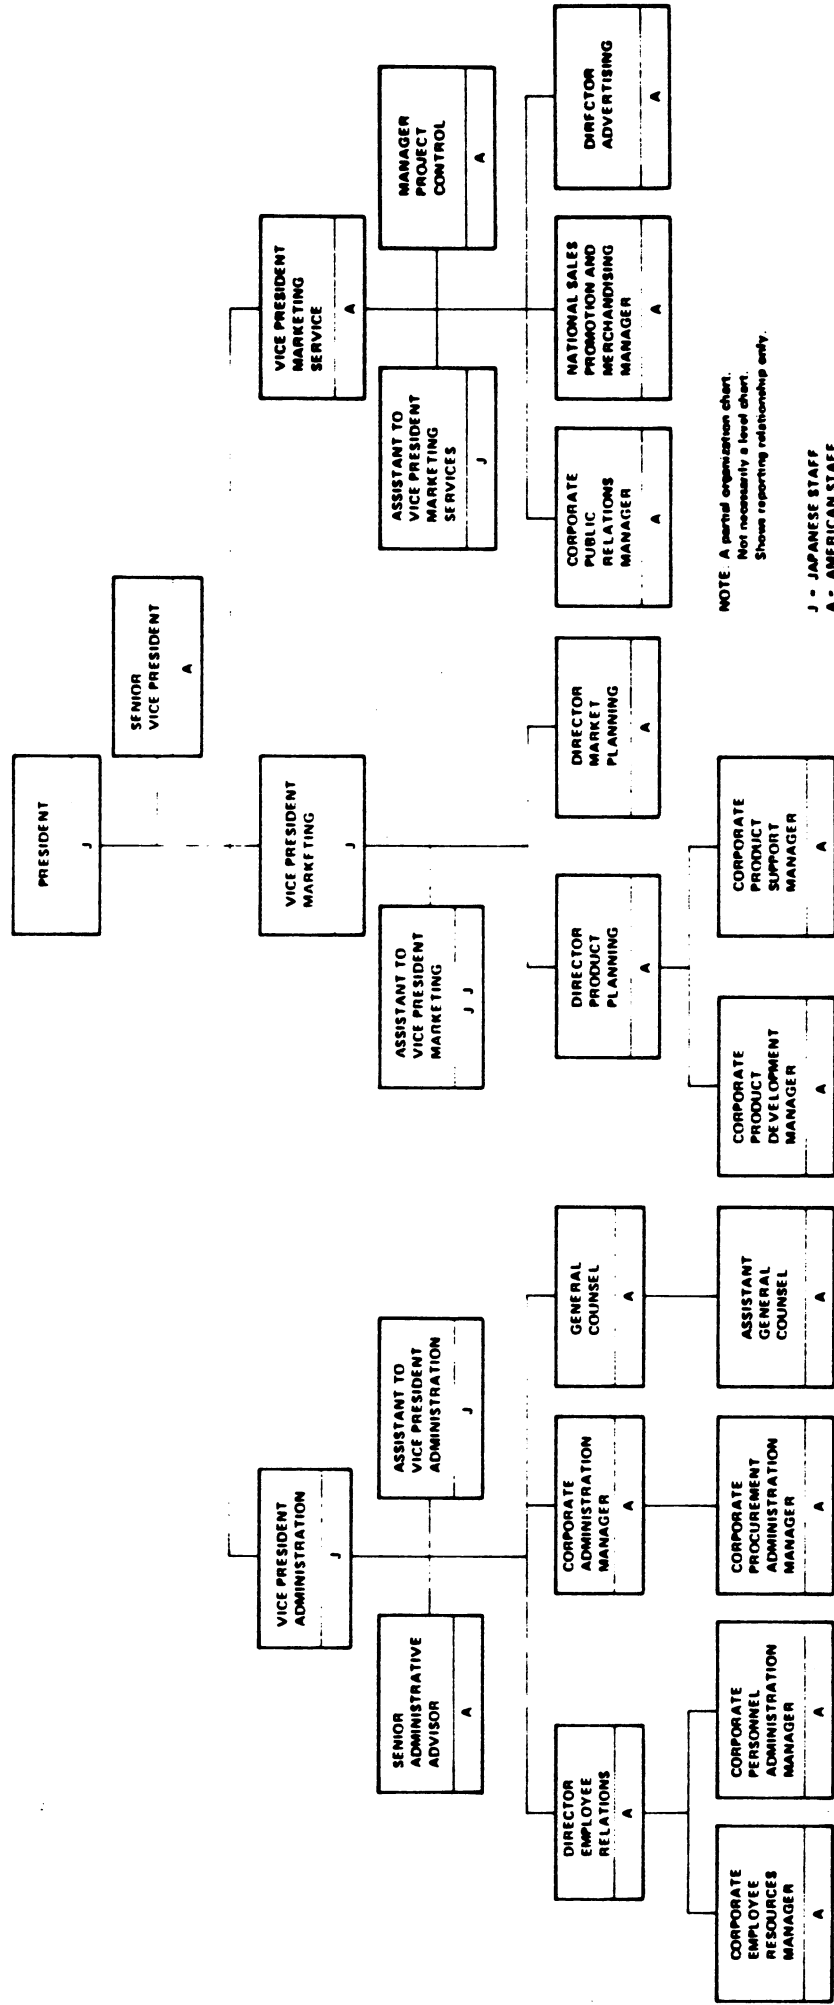 PRESIDENT
J
SENIOR
VICE PRESIDENT
A
VICE PRESIDENT
ADMINISTRATION
J
VICE PRESIDENT
MARKETING
J
VICE PRESIDENT
MARKETING
SERVICE
A
SENIOR
ADMINISTRATIVE
ADVISOR
A
ASSISTANT TO
VICE PRESIDENT
ADMINISTRATION
J
ASSISTANT TO
VICE PRESIDENT
MARKETING
J J
ASSISTANT TO
VICE PRESIDENT
MARKETING
SERVICES
J
MANAGER
PROJECT
CONTROL
A
DIRECTOR
EMPLOYEE
RELATIONS
A
CORPORATE
ADMINISTRATION
MANAGER
A
GENERAL
COUNSEL
A
DIRECTOR
PRODUCT
PLANNING
A
DIRECTOR
MARKET
PLANNING
A
CORPORATE
PUBLIC
RELATIONS
MANAGER
A
NATIONAL SALES
PROMOTION AND
MERCHANDISING
MANAGER
A
DIRECTOR
ADVERTISING
A
CORPORATE
EMPLOYEE
RESOURCES
MANAGER
A
CORPORATE
PERSONNEL
ADMINISTRATION
MANAGER
A
CORPORATE
PROCUREMENT
ADMINISTRATION
MANAGER
A
ASSISTANT
GENERAL
COUNSEL
A
CORPORATE
PRODUCT
DEVELOPMENT
MANAGER
A
CORPORATE
PRODUCT
SUPPORT
MANAGER
A
NOTE: A partial organization chart.
Not necessarily a level chart.
Shows reporting relationship only.
J = JAPANESE STAFF
A = AMERICAN STAFF